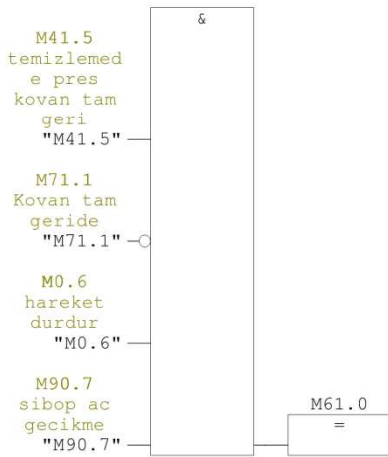 &
M41.5
temizlemed
e pres
kovan tam
geri
"M41.5"
M71.1
Kovan tam
geride
"M71.1"
M0.6
hareket
durdur
"M0.6"
M90.7
sibop ac
gecikme
"M90.7"
M61.0
=